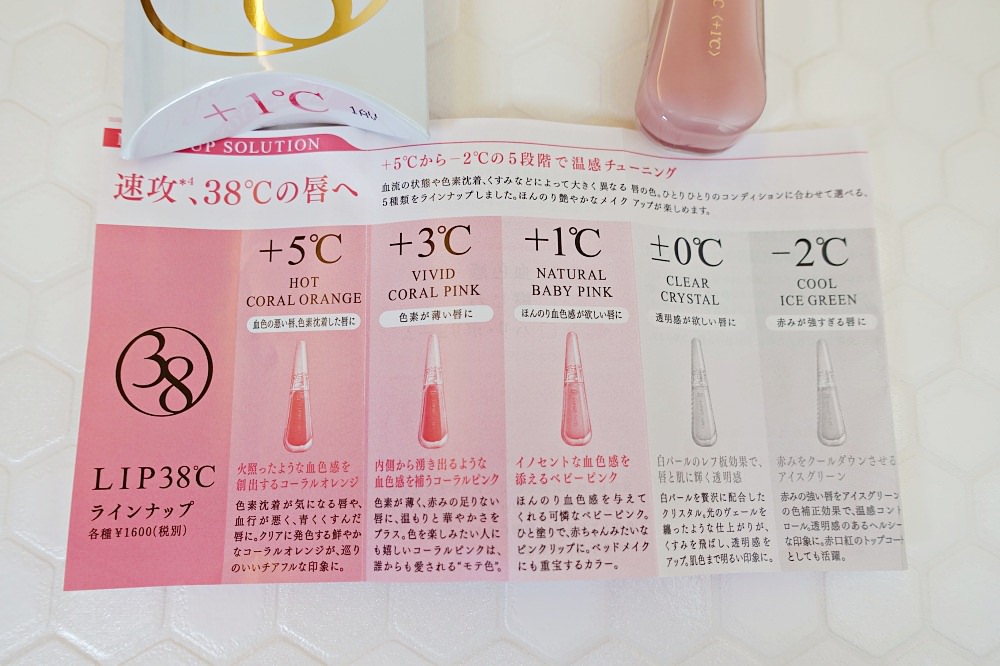 +1℃
C〈+1℃〉
UP SOLUTION
速攻*4、38℃の唇へ
+5℃から−2℃の5段階で温感チューニング
血流の状態や色素沈着、くすみなどによって大きく異なる 唇の色。ひとりひとりのコンディションに合わせて選べる、
5種類をラインナップしました。ほんのり艶やかなメイク アップが楽しめます。
38
LIP38℃
ラインナップ
各種¥1600(税別)
+5℃
HOT
CORAL ORANGE
血色の悪い唇、色素沈着した唇に
火照ったような血色感を
創出するコーラルオレンジ
色素沈着が気になる唇や、
血行が悪く、青くくすんだ
唇に。クリアに発色する鮮やか
なコーラルオレンジが、巡り
のいいチアフルな印象に。
+3℃
VIVID
CORAL PINK
色素が薄い唇に
内側から湧き出るような
血色感を補うコーラルピンク
色素が薄く、赤みの足りない
唇に、温もりと華やかさを
プラス。色を楽しみたい人に
も嬉しいコーラルピンクは、
誰からも愛される“モテ色”。
+1℃
NATURAL
BABY PINK
ほんのり血色感が欲しい唇に
イノセントな血色感を
添えるベビーピンク
ほんのり血色感を与えて
くれる可憐なベビーピンク。
ひと塗りで、赤ちゃんみたいな
ピンクリップに。ベッドメイク
にも重宝するカラー。
±0℃
CLEAR
CRYSTAL
透明感が欲しい唇に
白パールのレフ板効果で、
唇と肌に輝く透明感
白パールを贅沢に配合した
クリスタル。光のヴェールを
纏ったような仕上がりが、
くすみを飛ばし、透明感を
アップ。肌色まで明るい印象に。
−2℃
COOL
ICE GREEN
赤みが強すぎる唇に
赤みをクールダウンさせる
アイスグリーン
赤みの強い唇をアイスグリーン
の色補正効果で、温感コント
ロール。透明感のあるヘルシー
な印象に。赤口紅のトップコート
としても活躍。